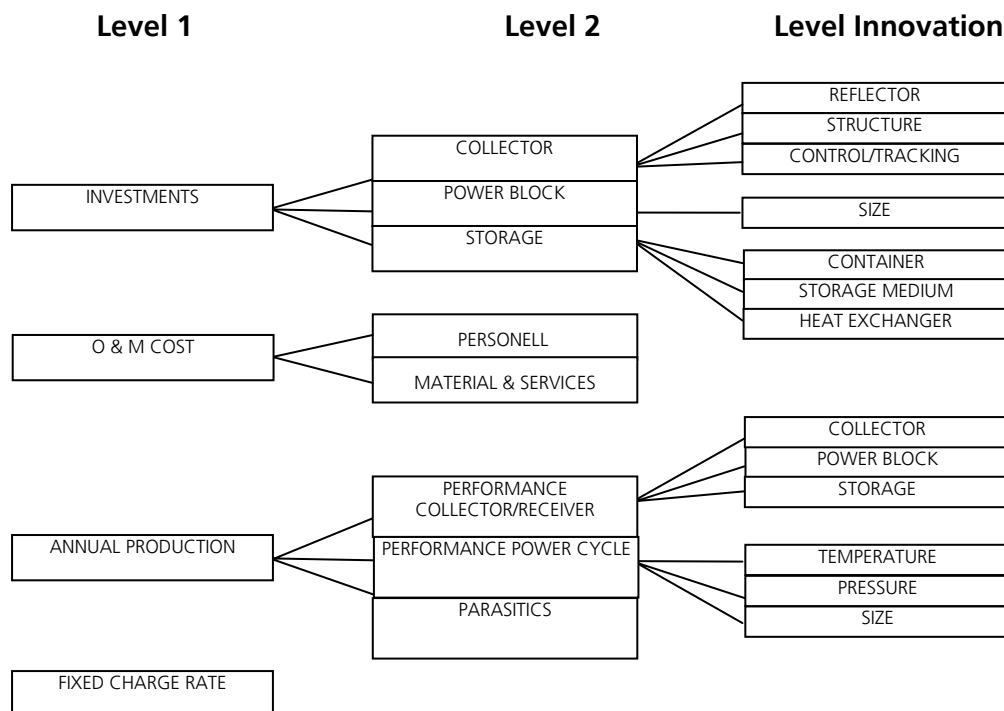 Level 1
Level 2
Level Innovation
INVESTMENTS
COLLECTOR
POWER BLOCK
STORAGE
REFLECTOR
STRUCTURE
CONTROL/TRACKING
SIZE
CONTAINER
STORAGE MEDIUM
HEAT EXCHANGER
O & M COST
PERSONELL
MATERIAL & SERVICES
ANNUAL PRODUCTION
PERFORMANCE
COLLECTOR/RECEIVER
PERFORMANCE POWER CYCLE
PARASITICS
COLLECTOR
POWER BLOCK
STORAGE
TEMPERATURE
PRESSURE
SIZE
FIXED CHARGE RATE